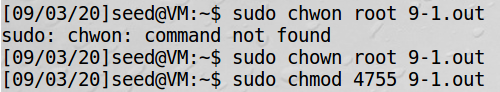 [09/03/20]seed@VM:~$ sudo chwon root 9-1.out
sudo: chwon: command not found
[09/03/20]seed@VM:~$ sudo chown root 9-1.out
[09/03/20]seed@VM:~$ sudo chmod 4755 9-1.out